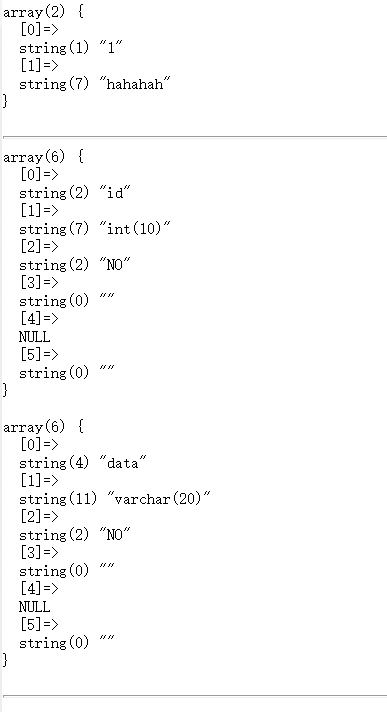 array(2) {
  [0]=>
  string(1) "1"
  [1]=>
  string(7) "hahahah"
}
array(6) {
  [0]=>
  string(2) "id"
  [1]=>
  string(7) "int(10)"
  [2]=>
  string(2) "NO"
  [3]=>
  string(0) ""
  [4]=>
  NULL
  [5]=>
  string(0) ""
}
array(6) {
  [0]=>
  string(4) "data"
  [1]=>
  string(11) "varchar(20)"
  [2]=>
  string(2) "NO"
  [3]=>
  string(0) ""
  [4]=>
  NULL
  [5]=>
  string(0) ""
}